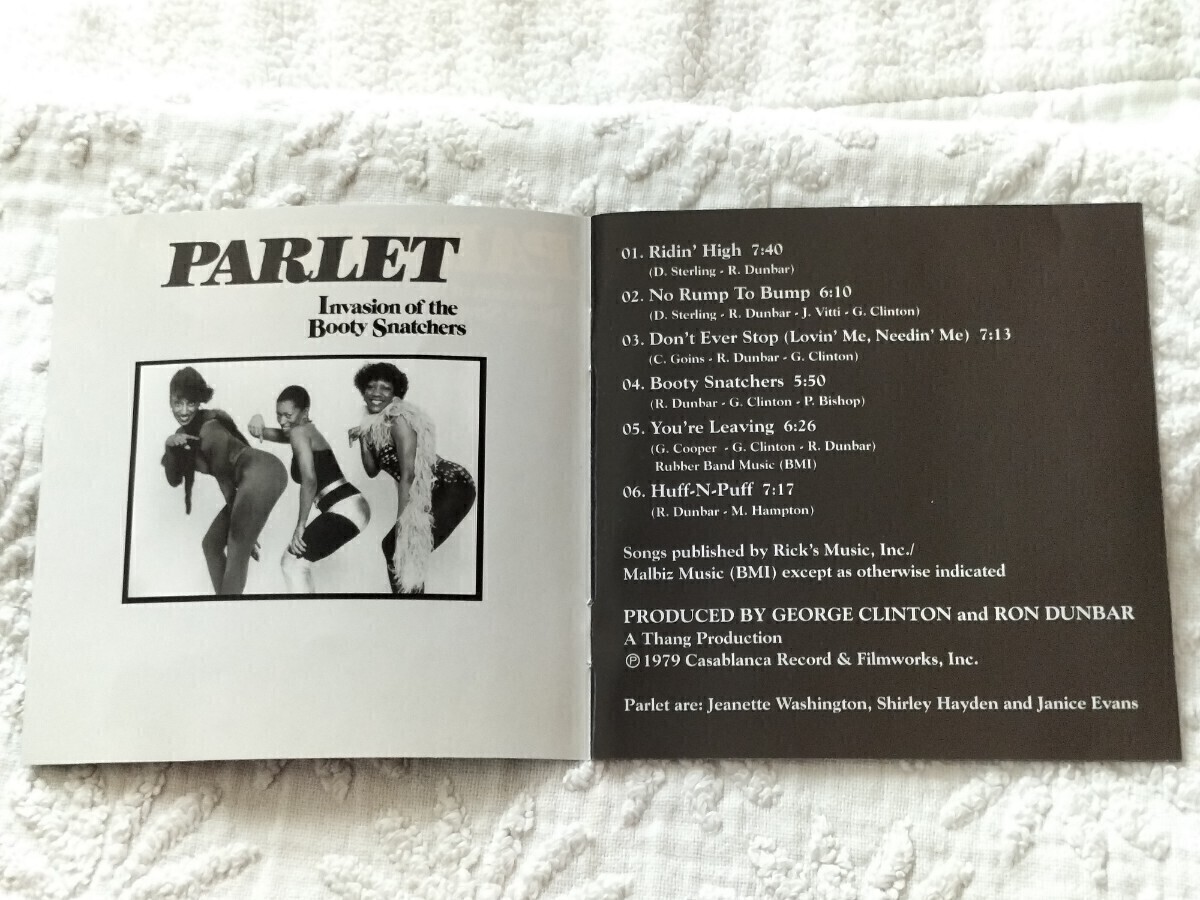 PARLET
Invasion of the
Booty Snatchers
01. Ridin' High 7:40
(D. Sterling - R. Dunbar)
02. No Rump To Bump 6:10
(D. Sterling - R. Dunbar - J. Vitti - G. Clinton)
03. Don't Ever Stop (Lovin' Me, Needin' Me) 7:13
(C. Goins - R. Dunbar - G. Clinton)
04. Booty Snatchers 5:50
(R. Dunbar - G. Clinton - P. Bishop)
05. You're Leaving 6:26
(G. Cooper - G. Clinton - R. Dunbar)
Rubber Band Music (BMI)
06. Huff-N-Puff 7:17
(R. Dunbar - M. Hampton)
Songs published by Rick's Music, Inc./
Malbiz Music (BMI) except as otherwise indicated
PRODUCED BY GEORGE CLINTON and RON DUNBAR
A Thang Production
℗ 1979 Casablanca Record & Filmworks, Inc.
Parlet are: Jeanette Washington, Shirley Hayden and Janice Evans